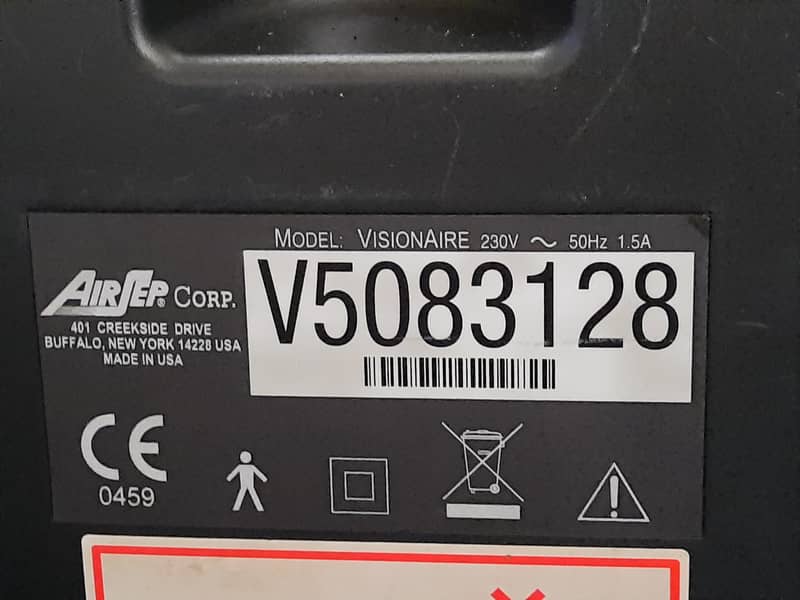 MODEL: VISIONAIRE 230V ~ 50Hz 1.5A
V5083128
AIRSEP® CORP.
401 CREEKSIDE DRIVE
BUFFALO, NEW YORK 14228 USA
MADE IN USA
CE
0459